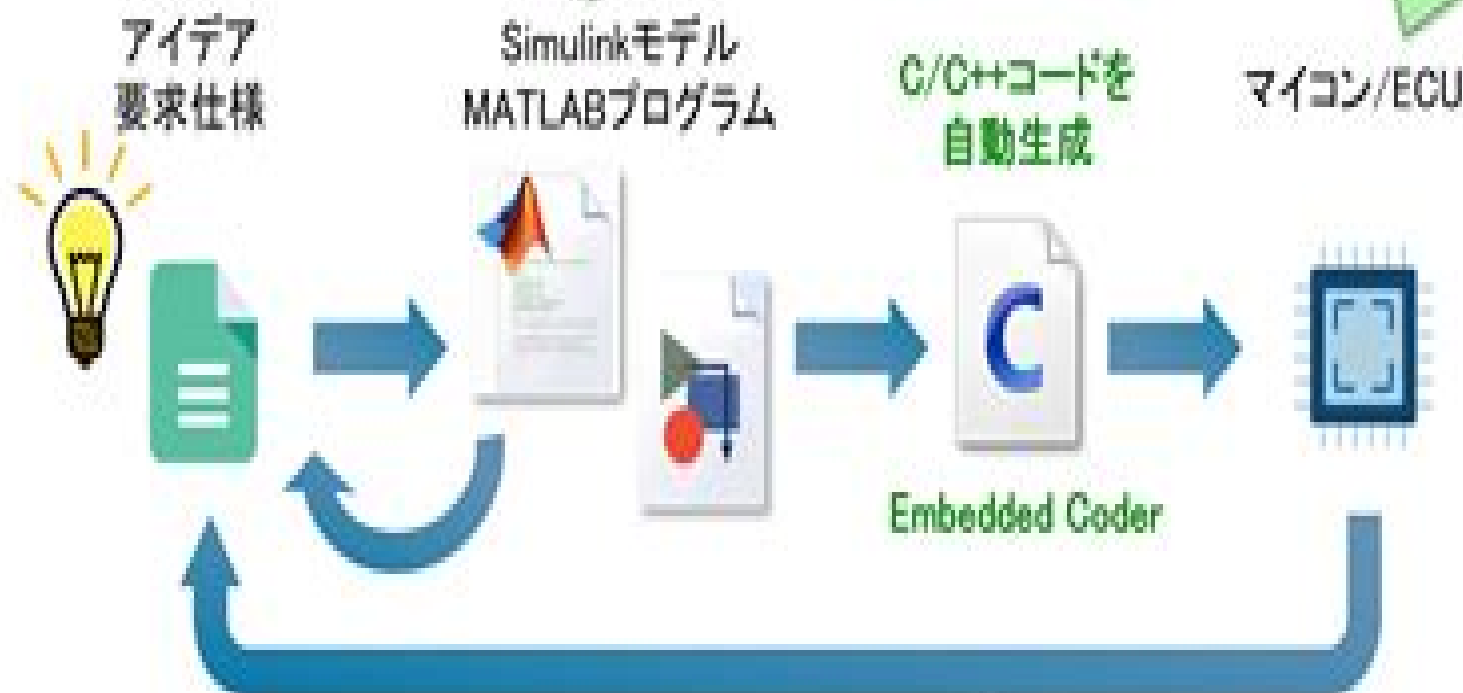 アイデア
要求仕様
Simulinkモデル
MATLABプログラム
C/C++コードを
自動生成
マイコン/ECU
C
Embedded Coder